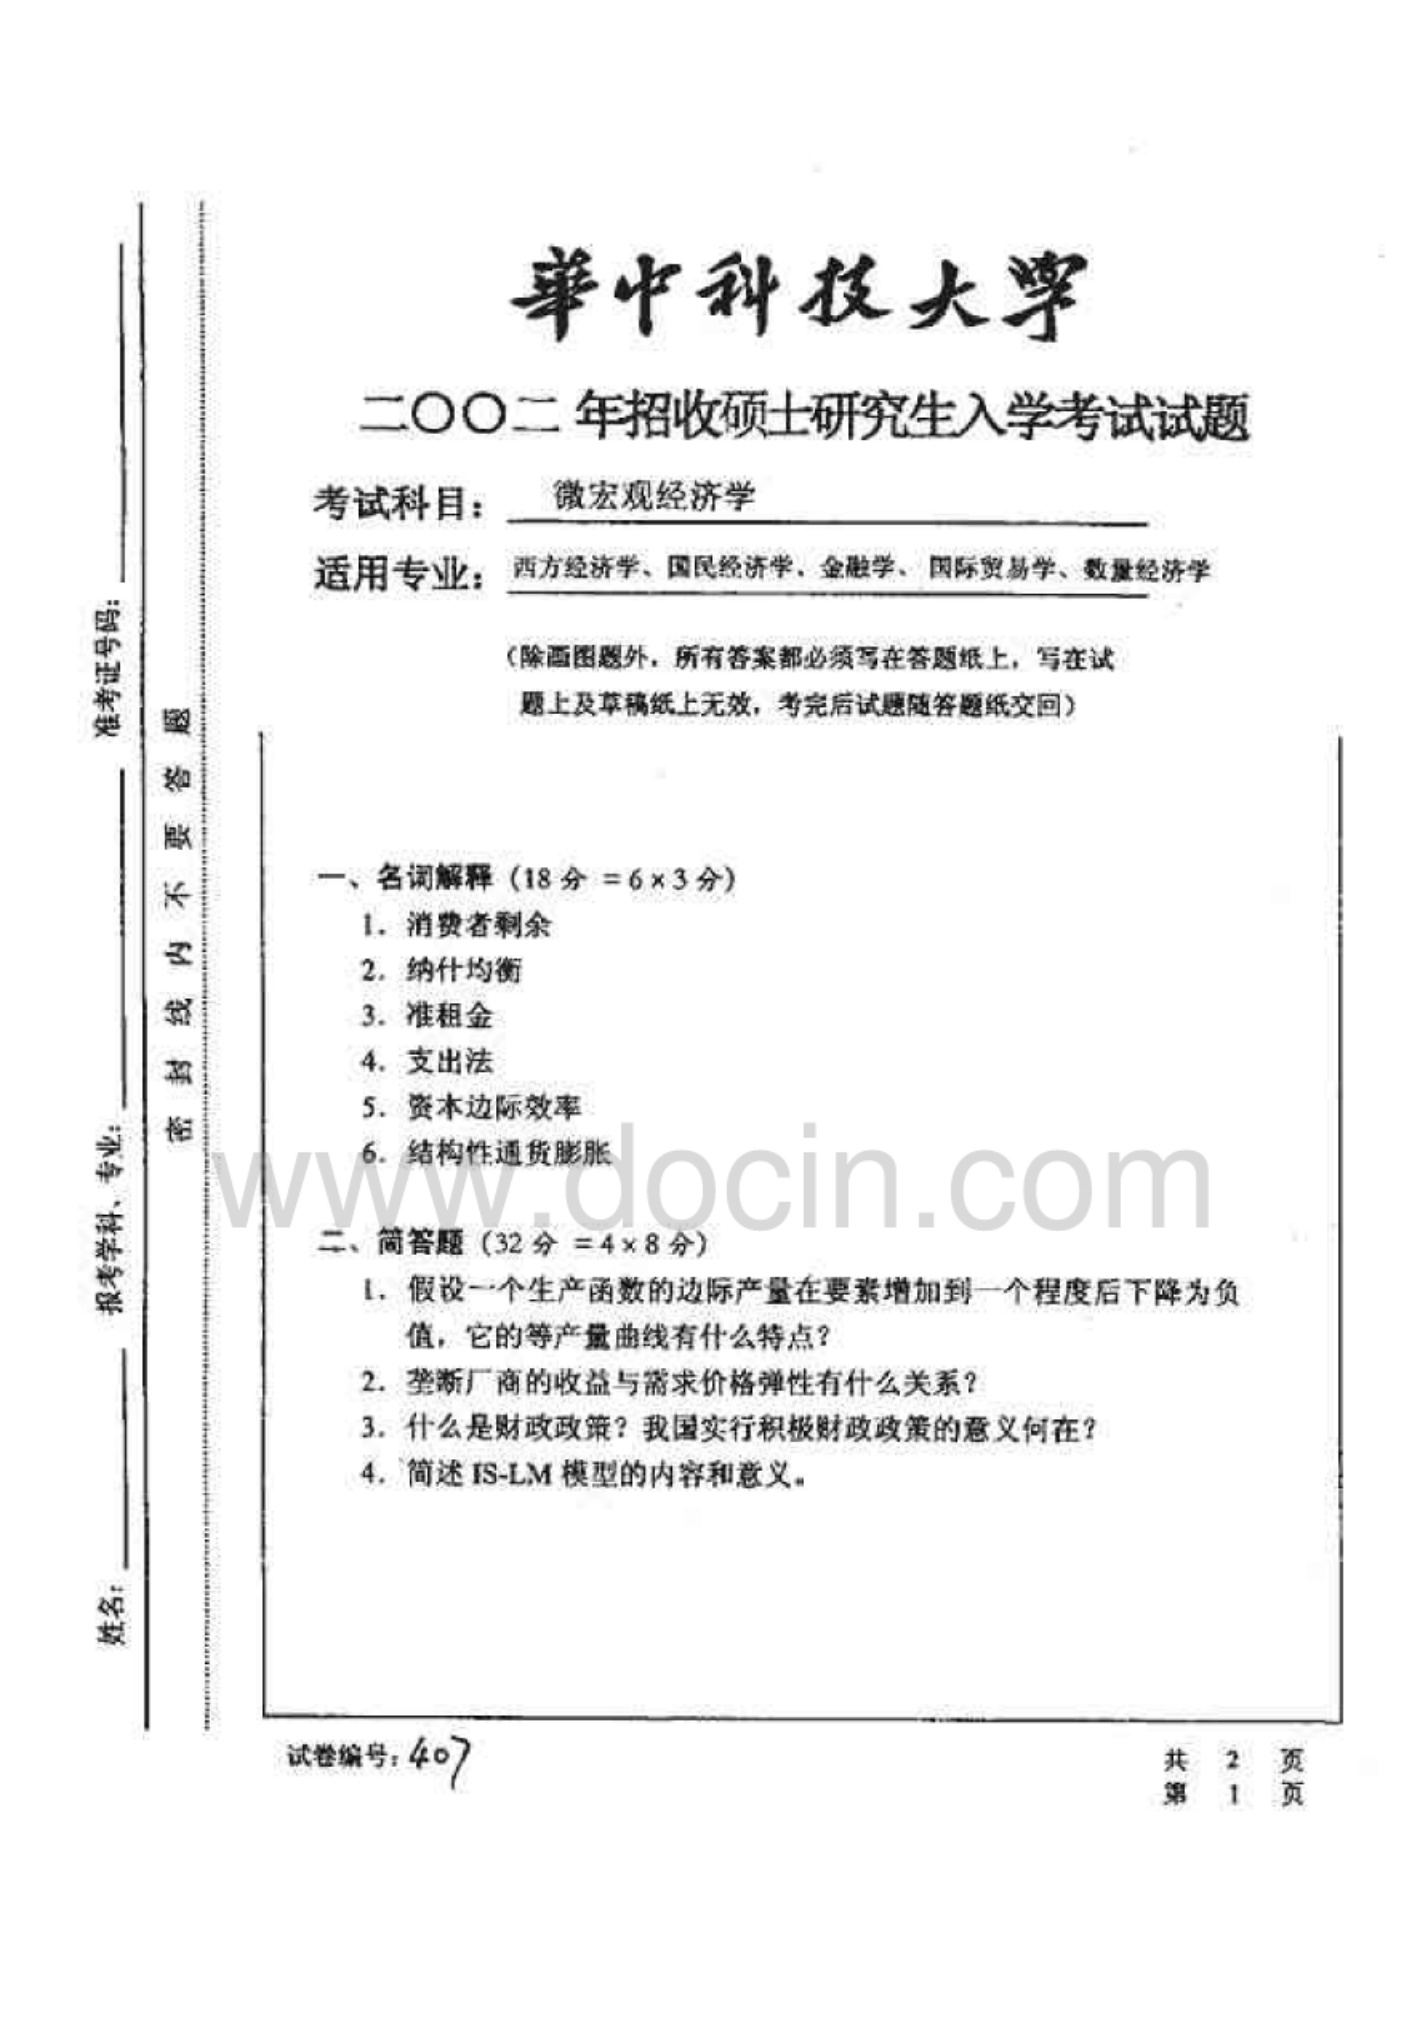 華中科技大学
二〇〇二年招收硕士研究生入学考试试题
考试科目： 微宏观经济学
适用专业： 西方经济学、国民经济学、金融学、国际贸易学、数量经济学
（除画图题外，所有答案都必须写在答题纸上，写在试
题上及草稿纸上无效，考完后试题随答题纸交回）
准考证号码：
报考学科、专业：
姓名：
密封线内不要答题
一、名词解释（18 分 = 6 × 3 分）
1. 消费者剩余
2. 纳什均衡
3. 准租金
4. 支出法
5. 资本边际效率
6. 结构性通货膨胀
www.docin.com
二、简答题（32 分 = 4 × 8 分）
1. 假设一个生产函数的边际产量在要素增加到一个程度后下降为负
值，它的等产量曲线有什么特点？
2. 垄断厂商的收益与需求价格弹性有什么关系？
3. 什么是财政政策？我国实行积极财政政策的意义何在？
4. 简述 IS-LM 模型的内容和意义。
试卷编号：407
共 2 页
第 1 页